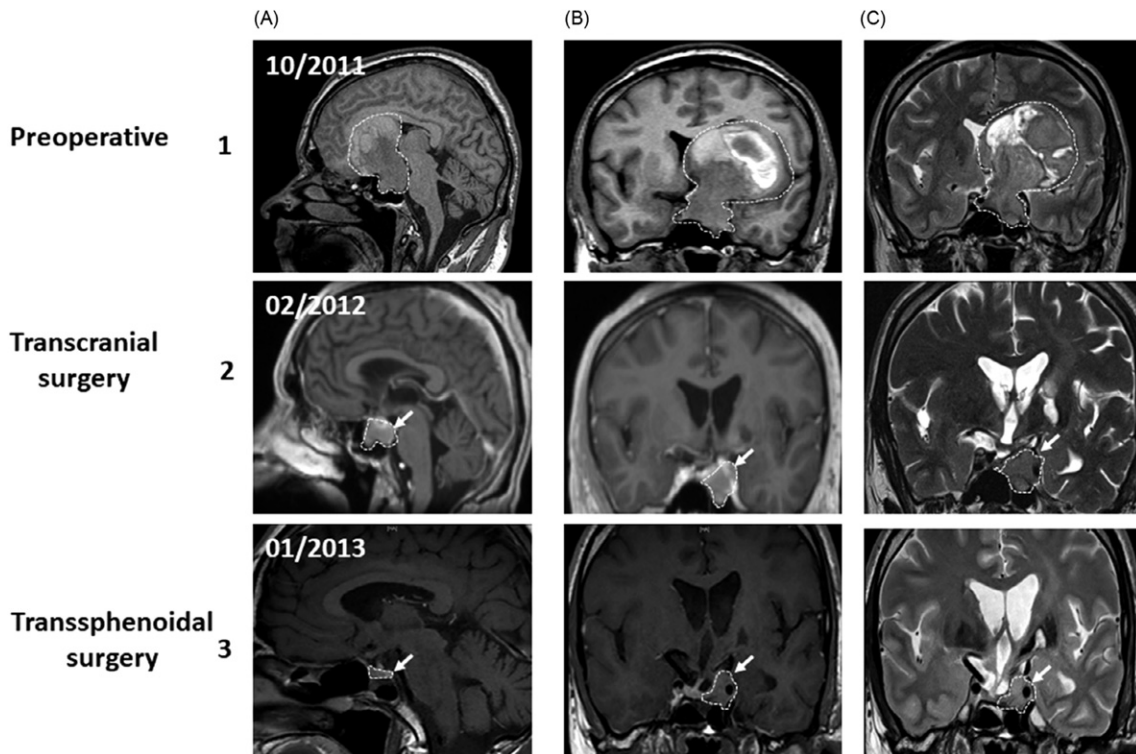 (A)
(B)
(C)
Preoperative 1
10/2011
Transcranial
surgery 2
02/2012
Transsphenoidal
surgery 3
01/2013